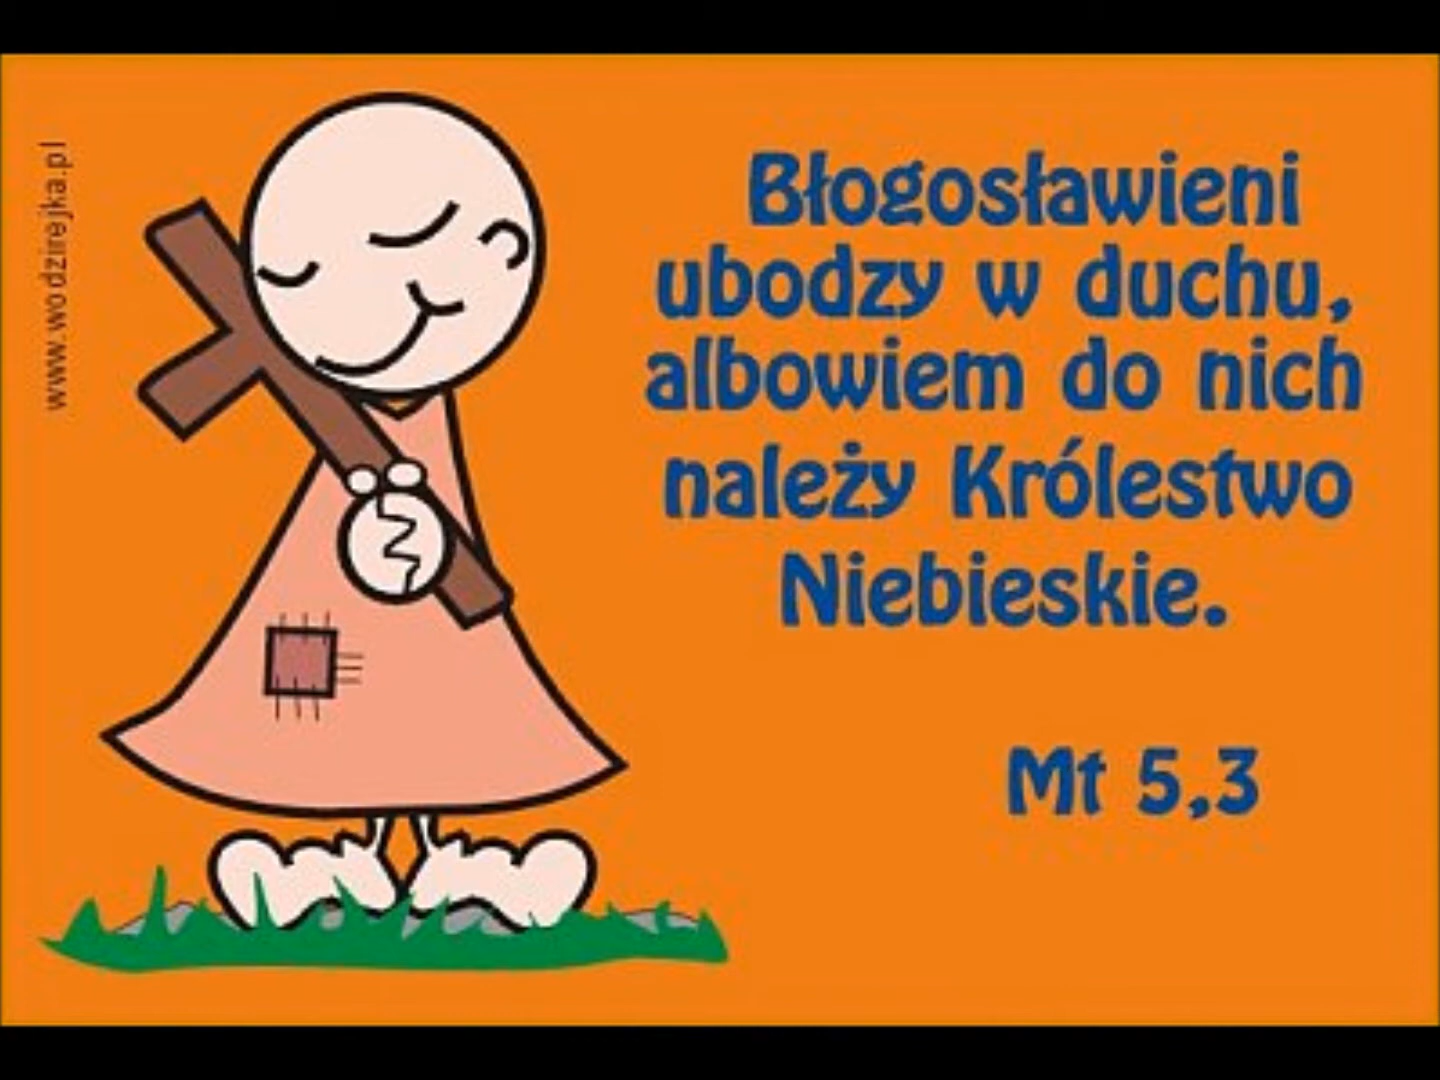 www.wodzirejka.pl
Błogosławieni
ubodzy w duchu,
albowiem do nich
należy Królestwo
Niebieskie.
Mt 5,3